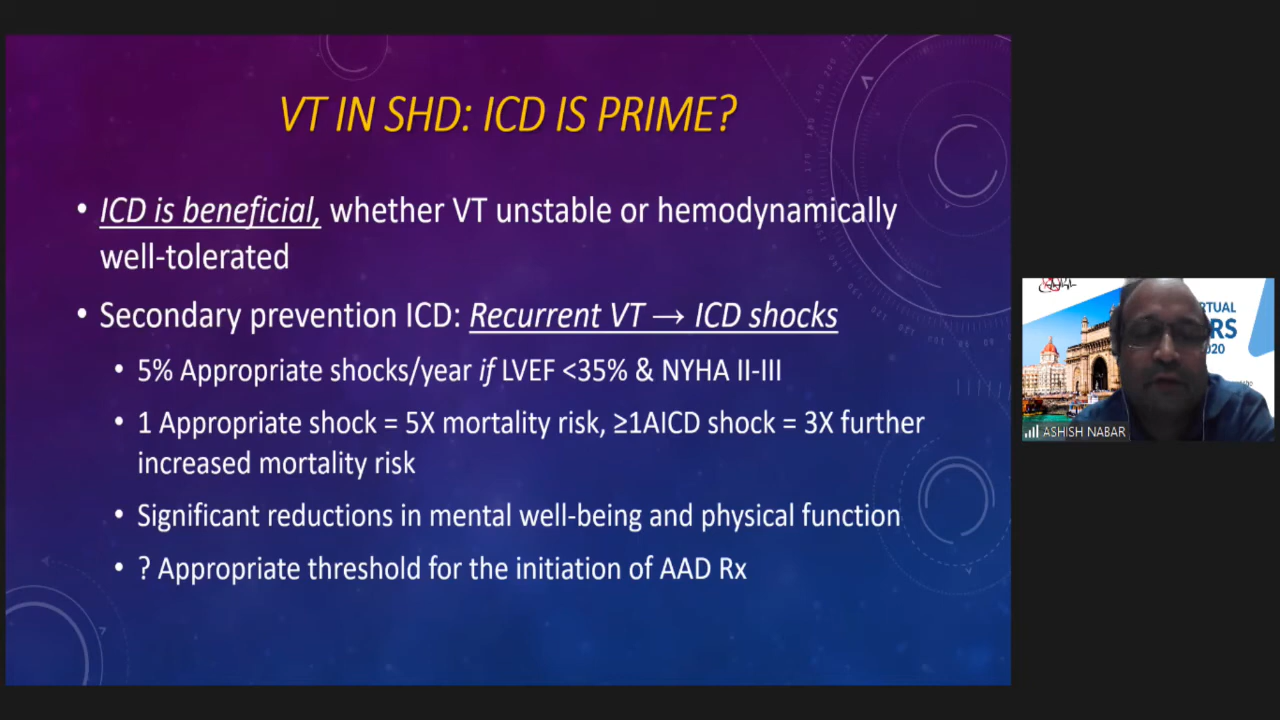 VT IN SHD: ICD IS PRIME?
• ICD is beneficial, whether VT unstable or hemodynamically
well-tolerated
• Secondary prevention ICD: Recurrent VT → ICD shocks
• 5% Appropriate shocks/year if LVEF <35% & NYHA II-III
• 1 Appropriate shock = 5X mortality risk, ≥1AICD shock = 3X further
increased mortality risk
• Significant reductions in mental well-being and physical function
• ? Appropriate threshold for the initiation of AAD Rx
RTUAL
RS
020
ASHISH NABAR